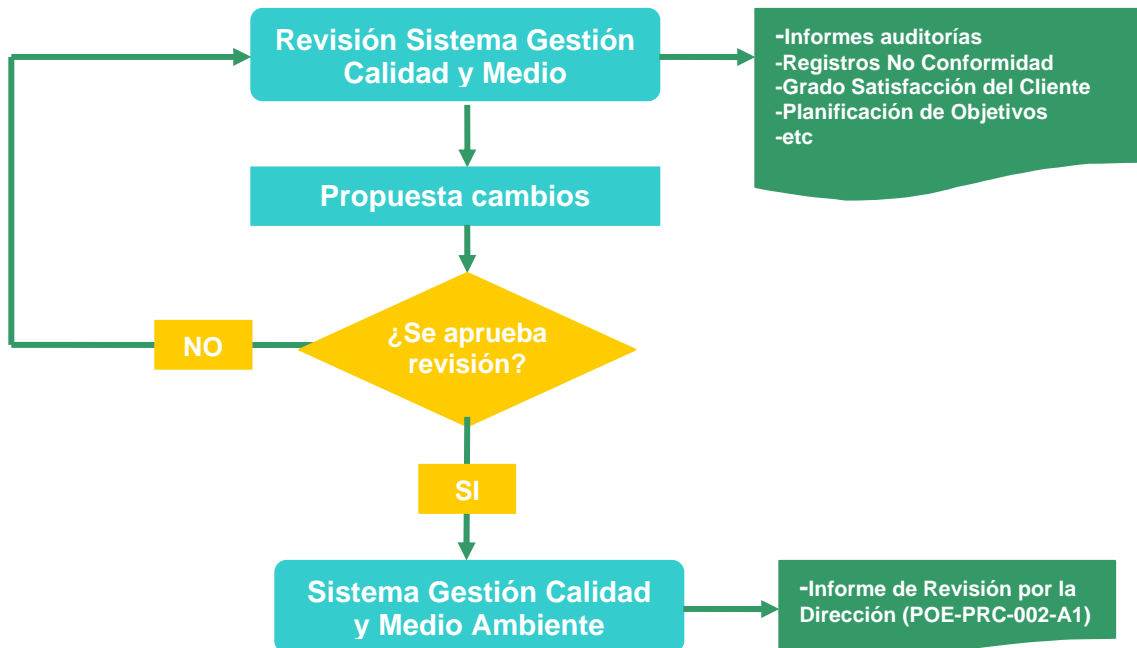 Revisión Sistema Gestión
Calidad y Medio
-Informes auditorías
-Registros No Conformidad
-Grado Satisfacción del Cliente
-Planificación de Objetivos
-etc
Propuesta cambios
¿Se aprueba
revisión?
NO
SI
Sistema Gestión Calidad
y Medio Ambiente
-Informe de Revisión por la
Dirección (POE-PRC-002-A1)